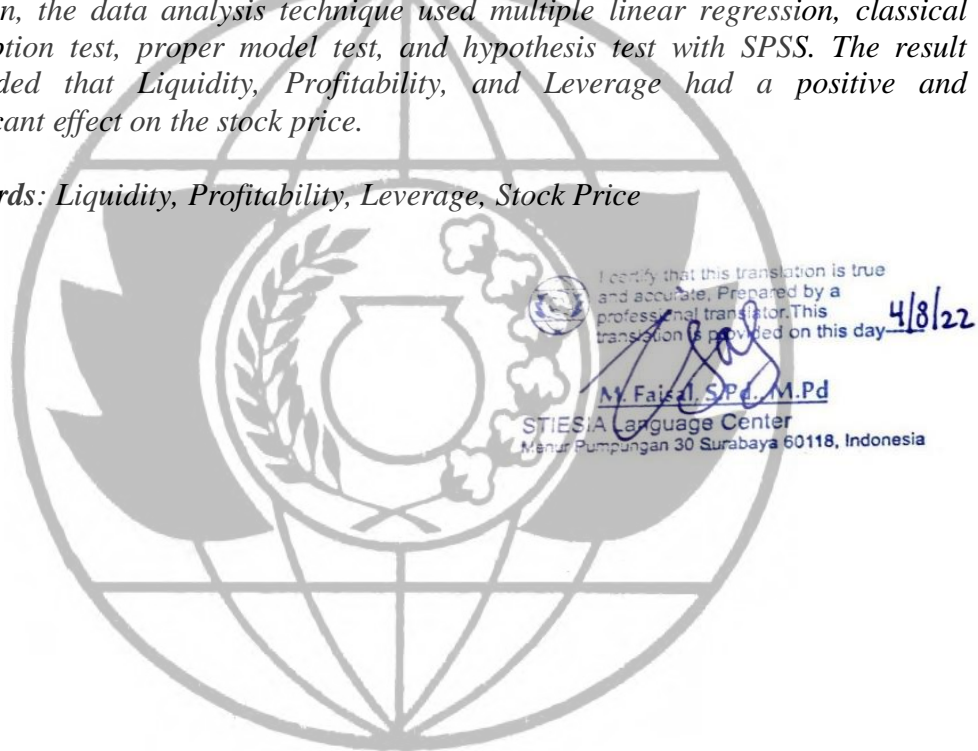 n, the data analysis technique used multiple linear regression, classical
ption test, proper model test, and hypothesis test with SPSS. The result
ded that Liquidity, Profitability, and Leverage had a positive and
cant effect on the stock price.
rds: Liquidity, Profitability, Leverage, Stock Price
I certify that this translation is true
and accurate, Prepared by a
professional translator. This
translation is provided on this day 4/8/22
M. Faisal, S.Pd., M.Pd
STIESIA Language Center
Menur Pumpungan 30 Surabaya 60118, Indonesia